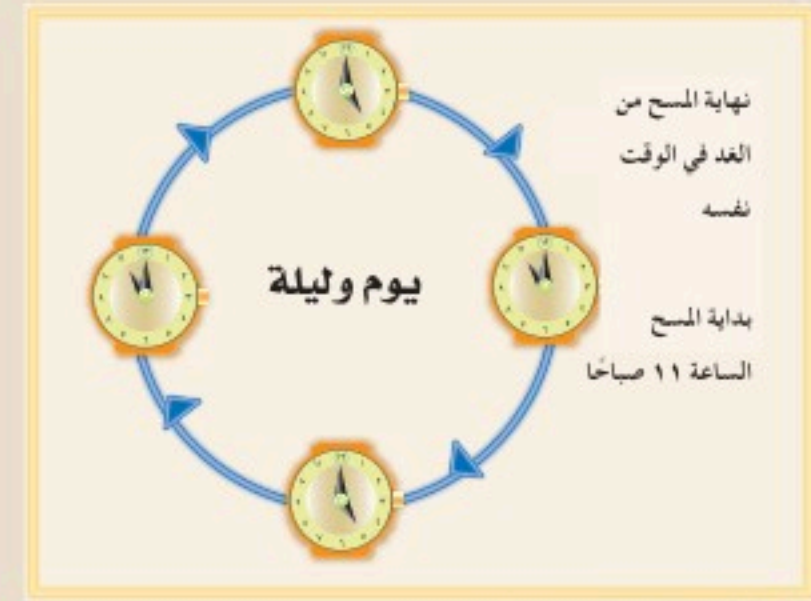 نهاية المسح من
الغد في الوقت
نفسه
يوم وليلة
بداية المسح
الساعة ١١ صباحًا